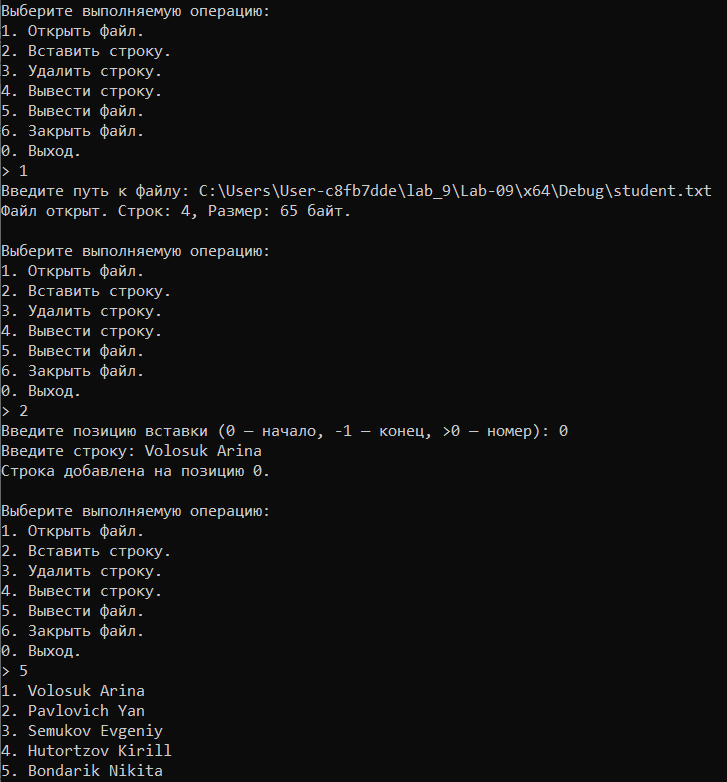 Выберите выполняемую операцию:
1. Открыть файл.
2. Вставить строку.
3. Удалить строку.
4. Вывести строку.
5. Вывести файл.
6. Закрыть файл.
0. Выход.
> 1
Введите путь к файлу: C:\Users\User-c8fb7dde\lab_9\Lab-09\x64\Debug\student.txt
Файл открыт. Строк: 4, Размер: 65 байт.
Выберите выполняемую операцию:
1. Открыть файл.
2. Вставить строку.
3. Удалить строку.
4. Вывести строку.
5. Вывести файл.
6. Закрыть файл.
0. Выход.
> 2
Введите позицию вставки (0 — начало, -1 — конец, >0 — номер): 0
Введите строку: Volosuk Arina
Строка добавлена на позицию 0.
Выберите выполняемую операцию:
1. Открыть файл.
2. Вставить строку.
3. Удалить строку.
4. Вывести строку.
5. Вывести файл.
6. Закрыть файл.
0. Выход.
> 5
1. Volosuk Arina
2. Pavlovich Yan
3. Semukov Evgeniy
4. Hutortzov Kirill
5. Bondarik Nikita